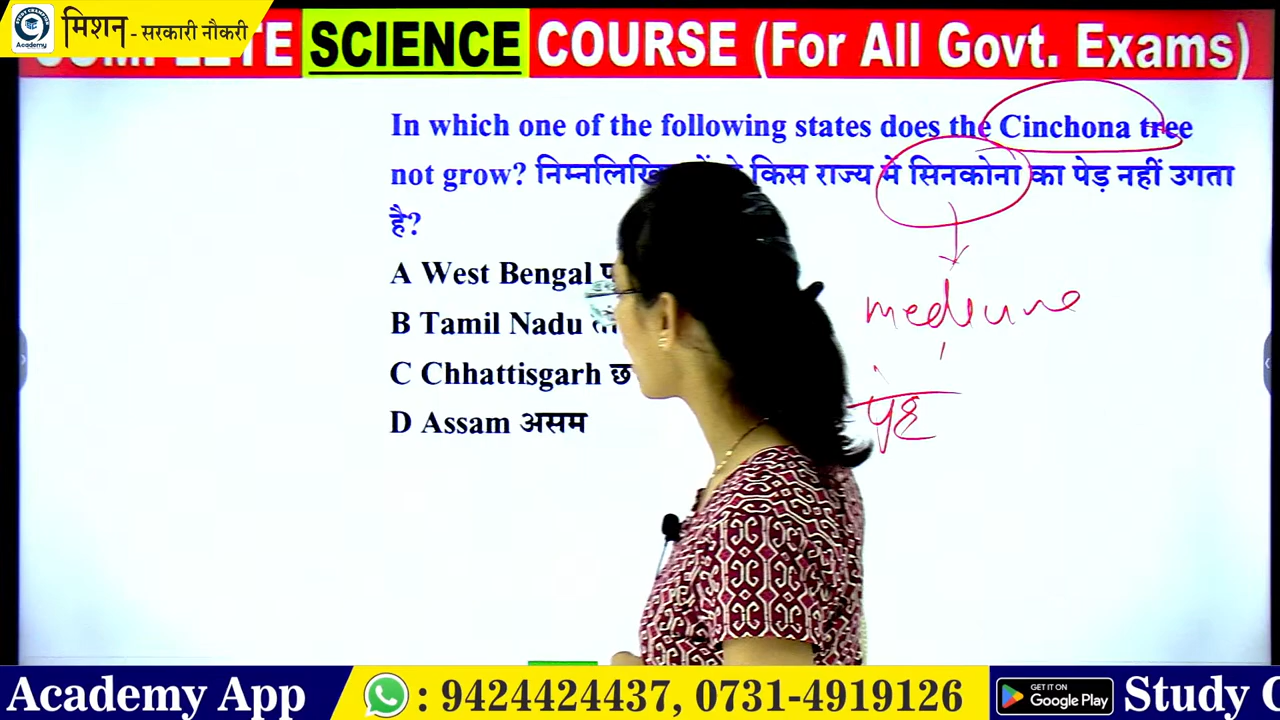 Academy
मिशन - सरकारी नौकरी
SCIENCE COURSE (For All Govt. Exams)
In which one of the following states does the Cinchona tree
not grow? किस राज्य में सिनकोना का पेड़ नहीं उगता
है?
A West Bengal
B Tamil Nadu
C Chhattisgarh
D Assam असम
medicine
Academy App : 9424424437, 0731-4919126 GET IT ON Google Play Study